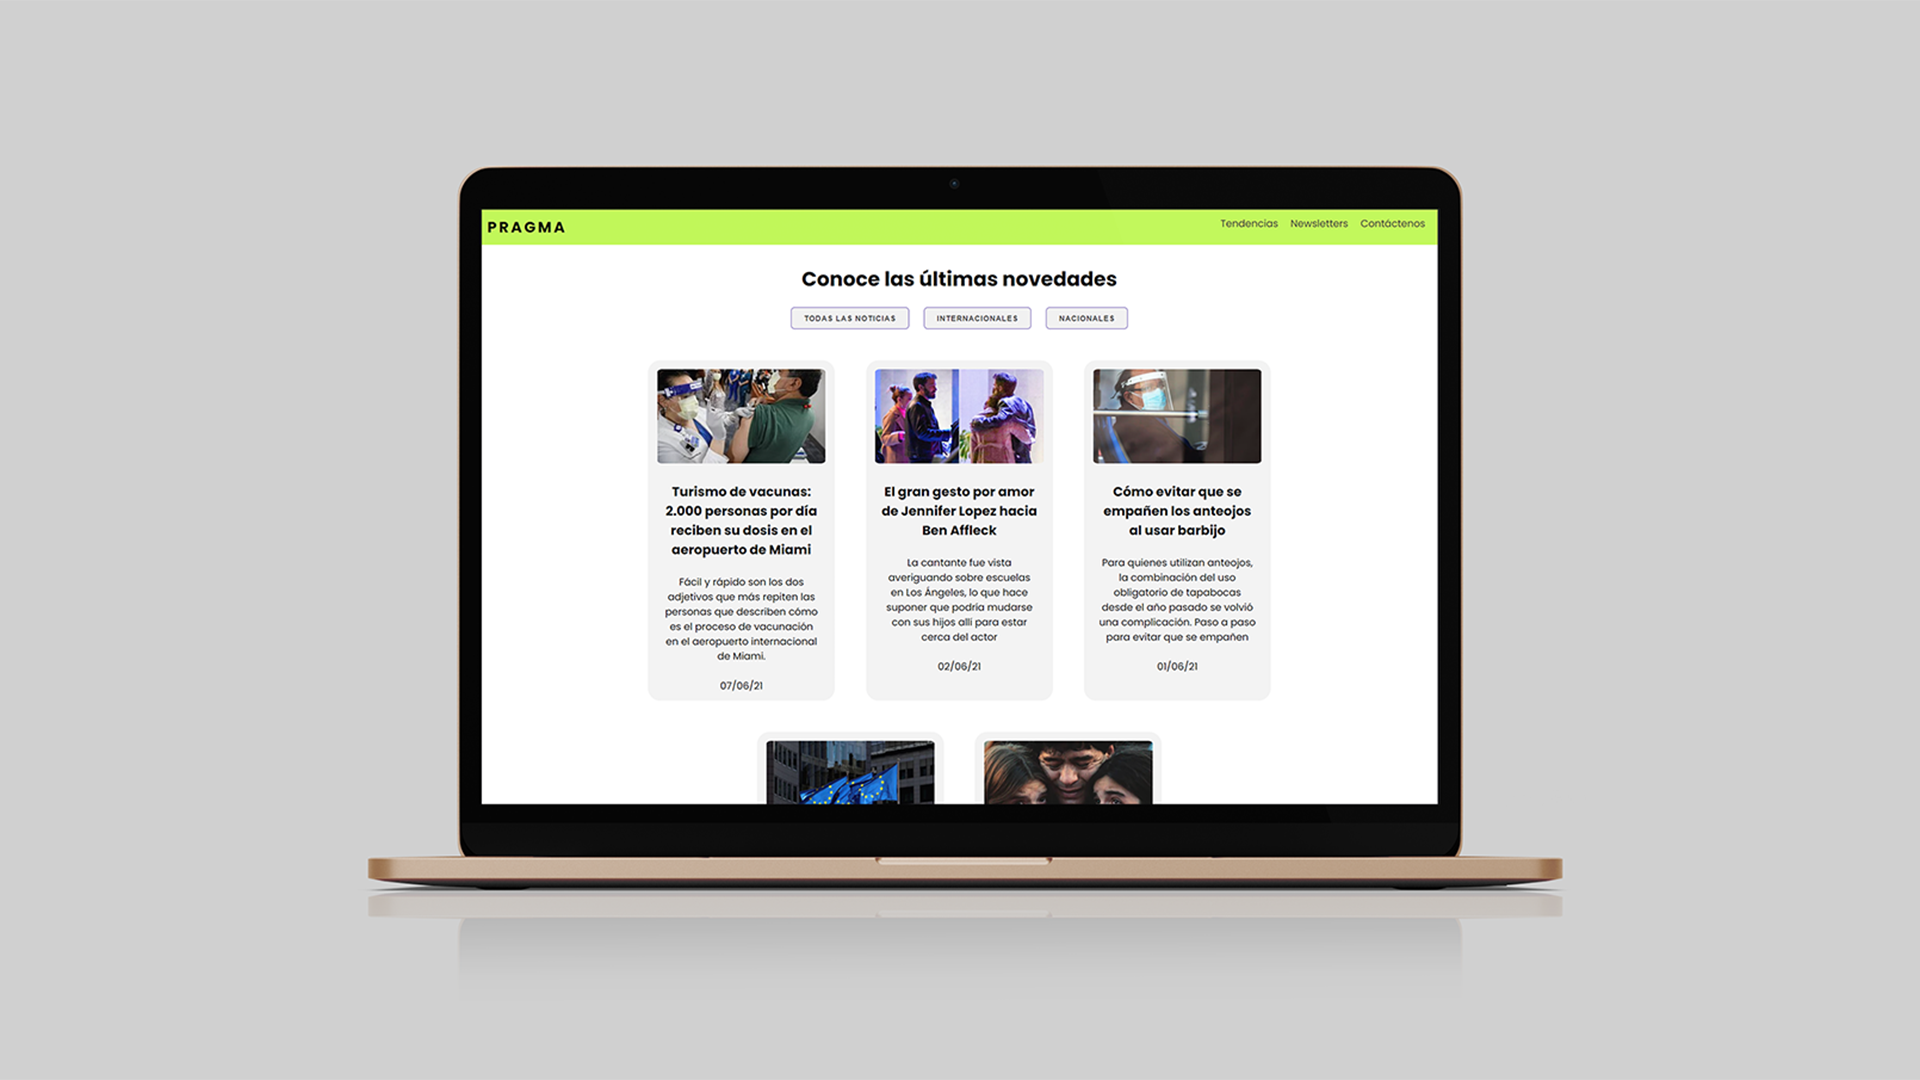 PRAGMA
Tendencias Newsletters Contáctenos
Conoce las últimas novedades
TODAS LAS NOTICIAS INTERNACIONALES NACIONALES
Turismo de vacunas:
2.000 personas por día
reciben su dosis en el
aeropuerto de Miami
Fácil y rápido son los dos
adjetivos que más repiten las
personas que describen cómo
es el proceso de vacunación
en el aeropuerto internacional
de Miami.
07/06/21
El gran gesto por amor
de Jennifer Lopez hacia
Ben Affleck
La cantante fue vista
averiguando sobre escuelas
en Los Ángeles, lo que hace
suponer que podría mudarse
con sus hijos allí para estar
cerca del actor
02/06/21
Cómo evitar que se
empañen los anteojos
al usar barbijo
Para quienes utilizan anteojos,
la combinación del uso
obligatorio de tapabocas
desde el año pasado se volvió
una complicación. Paso a paso
para evitar que se empañen
01/06/21